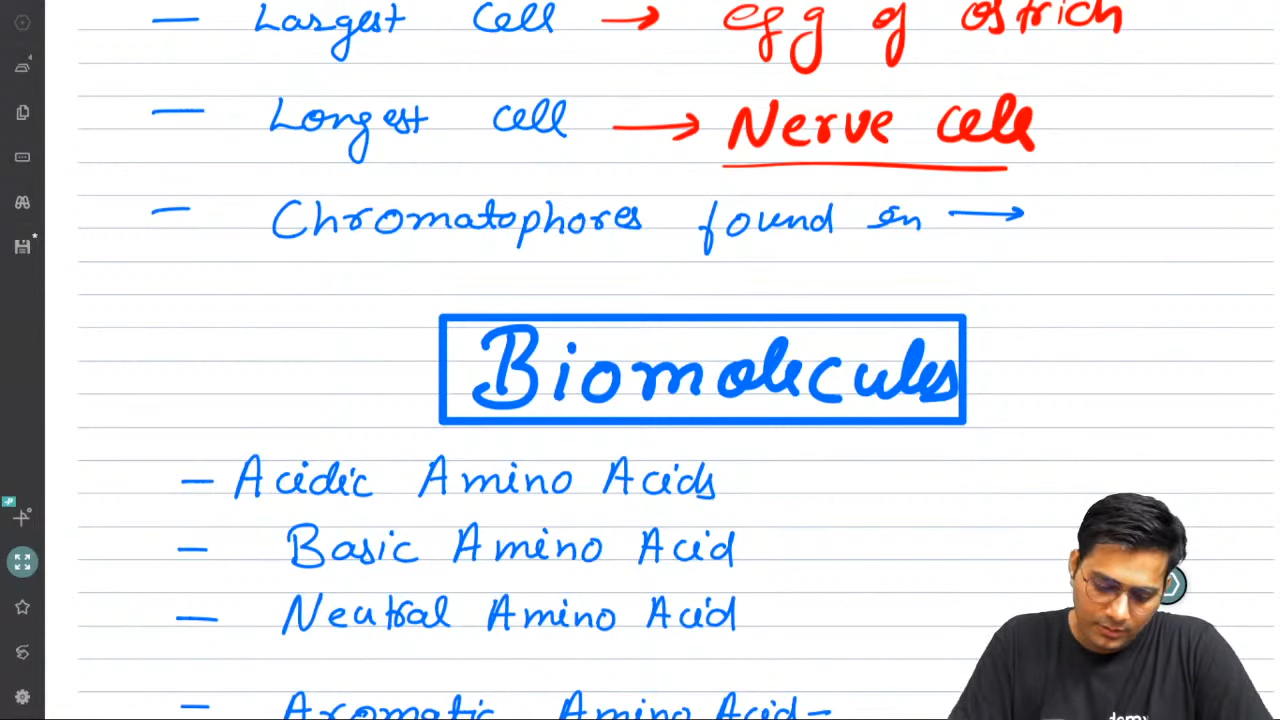 - Largest Cell → egg of ostrich
- Longest cell → Nerve cell
- Chromatophores found in →
Biomolecules
- Acidic Amino Acids
- Basic Amino Acid
- Neutral Amino Acid
- Aromatic Amino Acid-